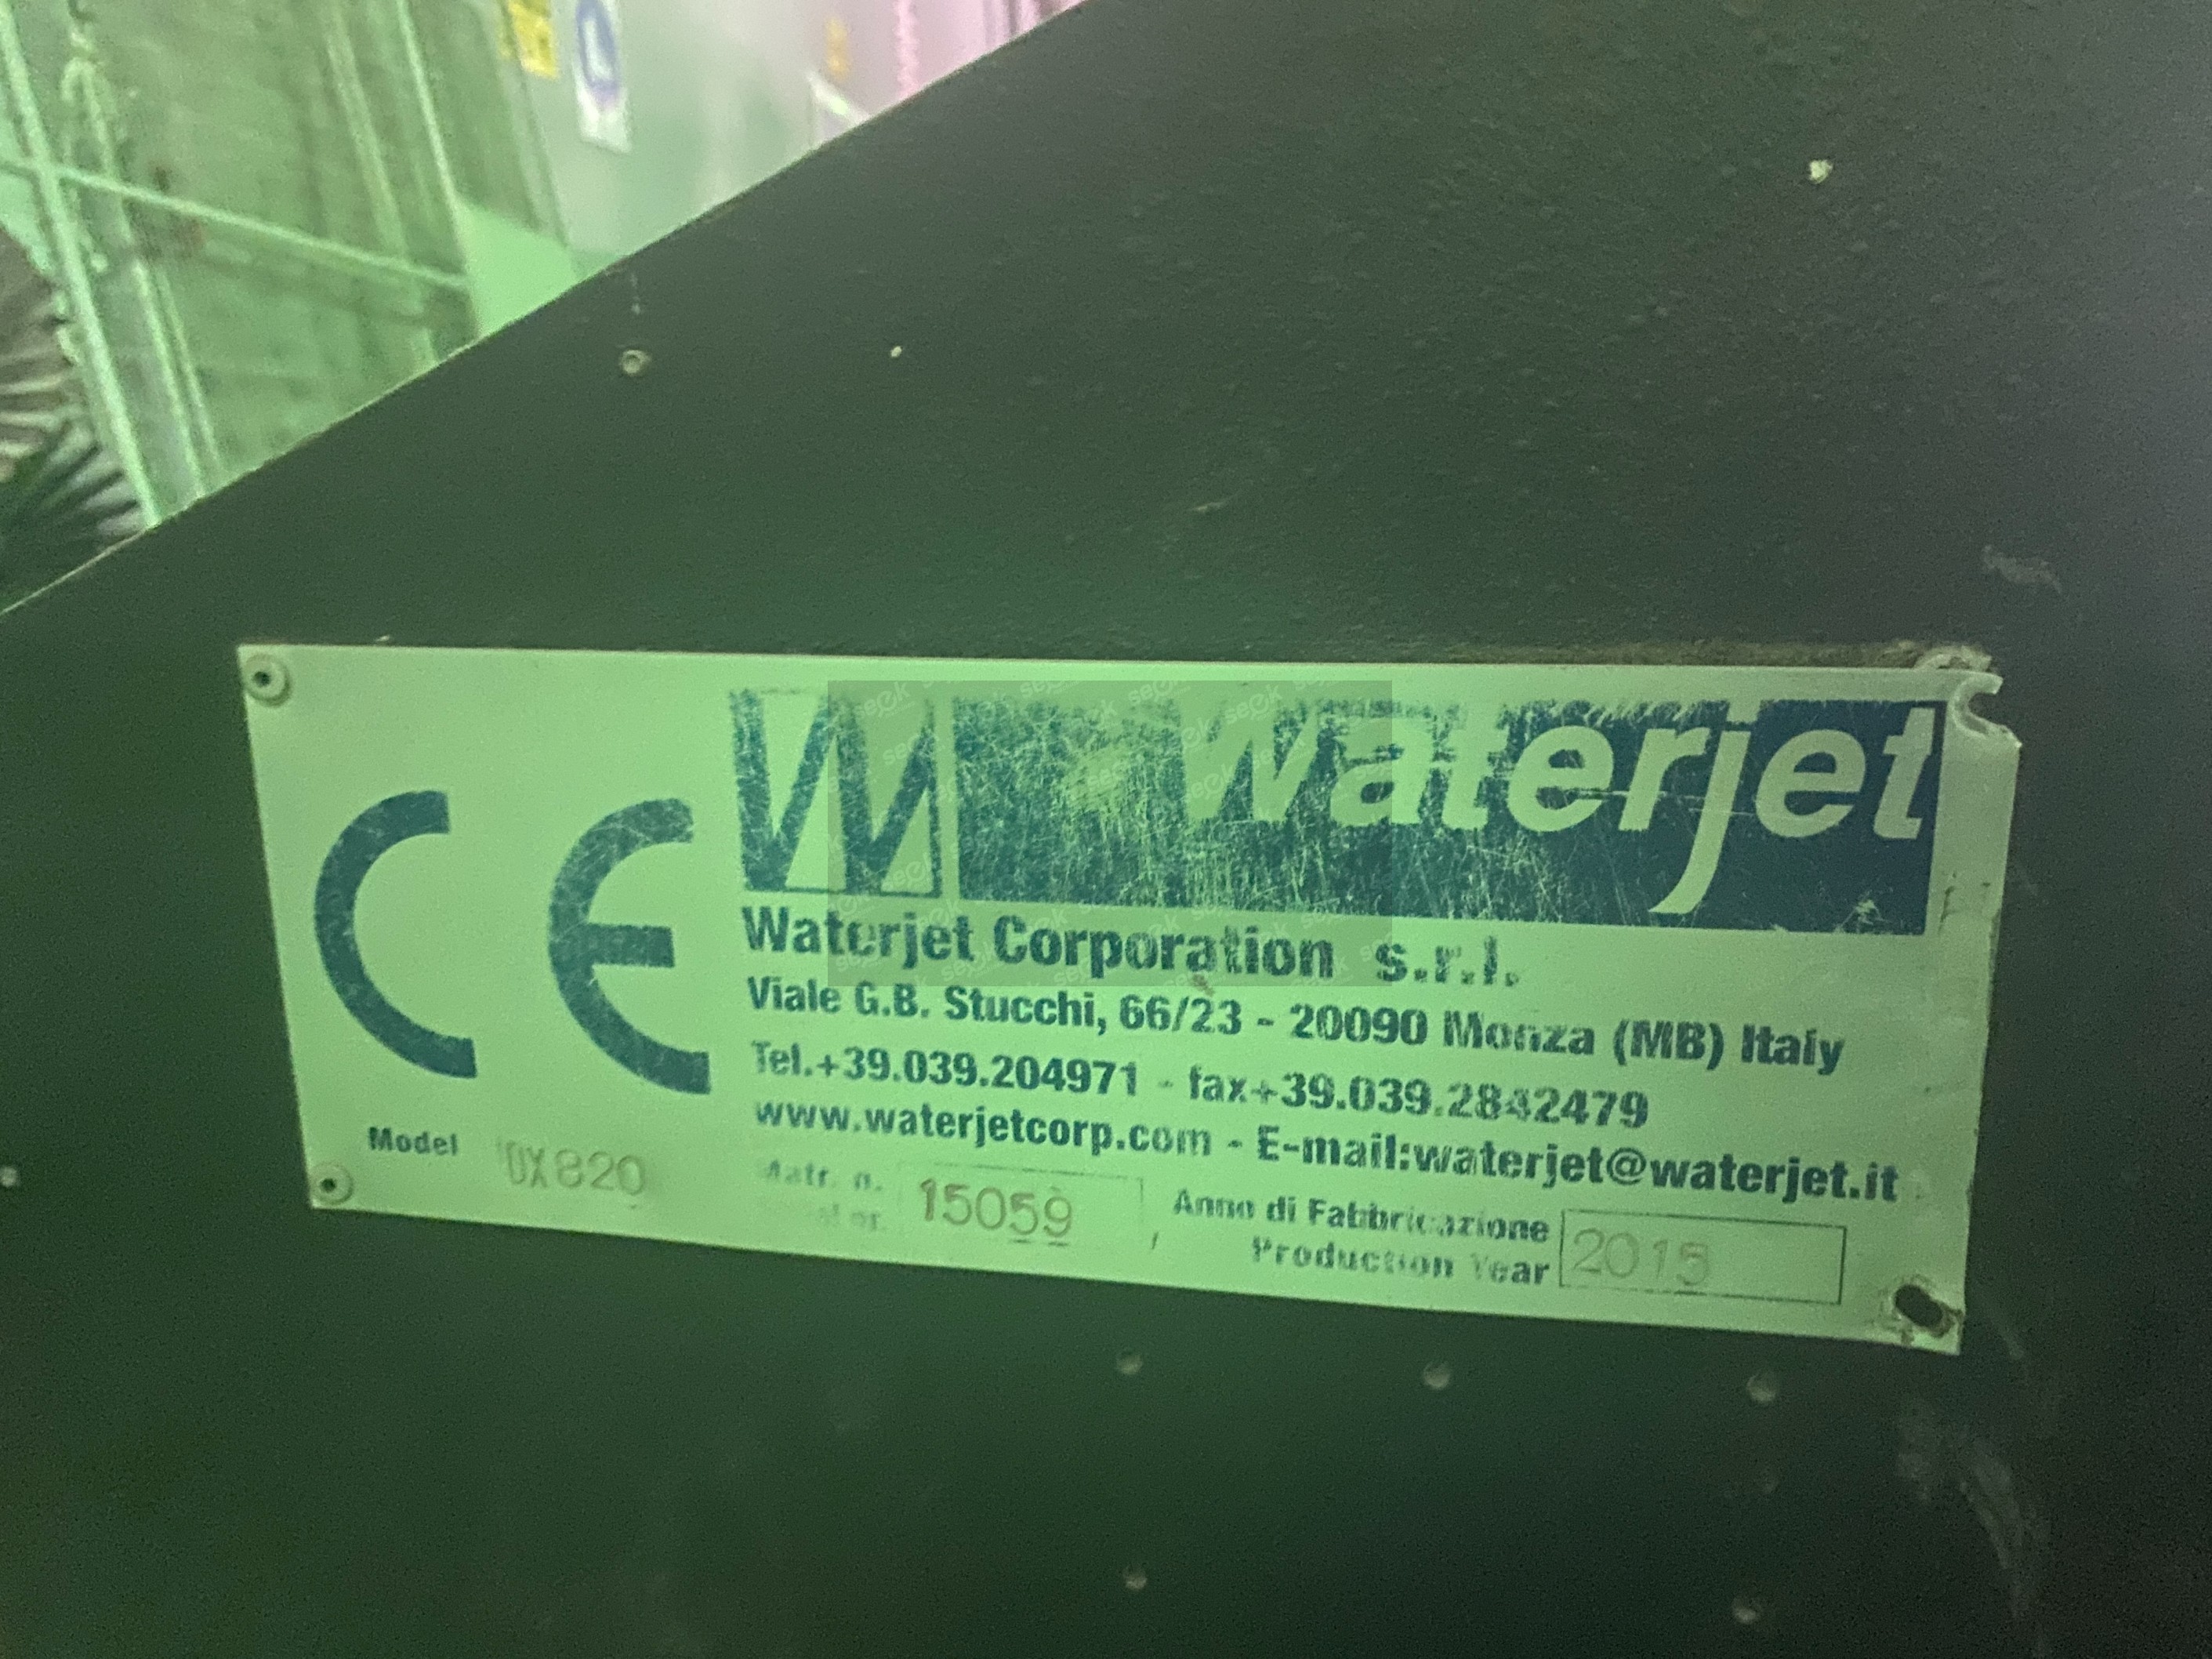 CE
waterjet
Waterjet Corporation s.r.l.
Viale G.B. Stucchi, 66/23 - 20090 Monza (MB) Italy
Tel.+39.039.204971 - fax+39.039.2842479
www.waterjetcorp.com - E-mail:waterjet@waterjet.it
Model
Matr. n. 15059
Anno di Fabbricazione
Production Year 2015